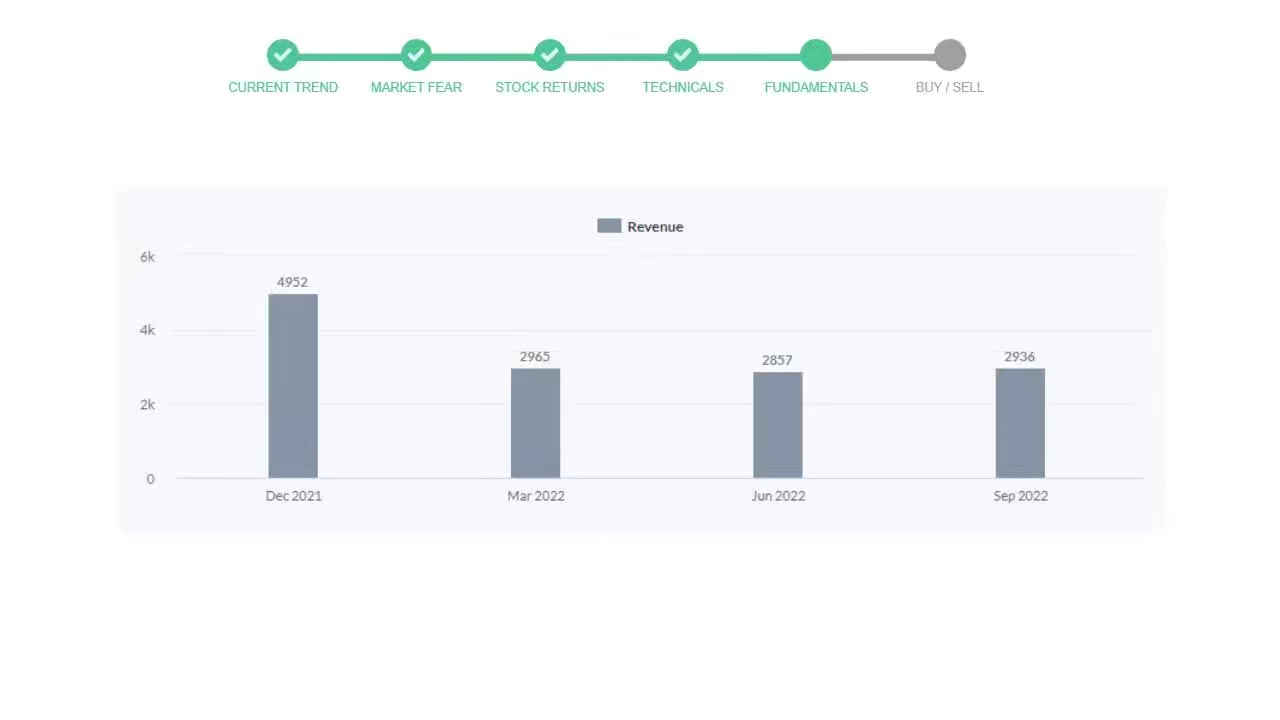 CURRENT TREND MARKET FEAR STOCK RETURNS TECHNICALS FUNDAMENTALS BUY / SELL
Revenue
6k
4952
4k
2965 2857 2936
2k
0
Dec 2021 Mar 2022 Jun 2022 Sep 2022